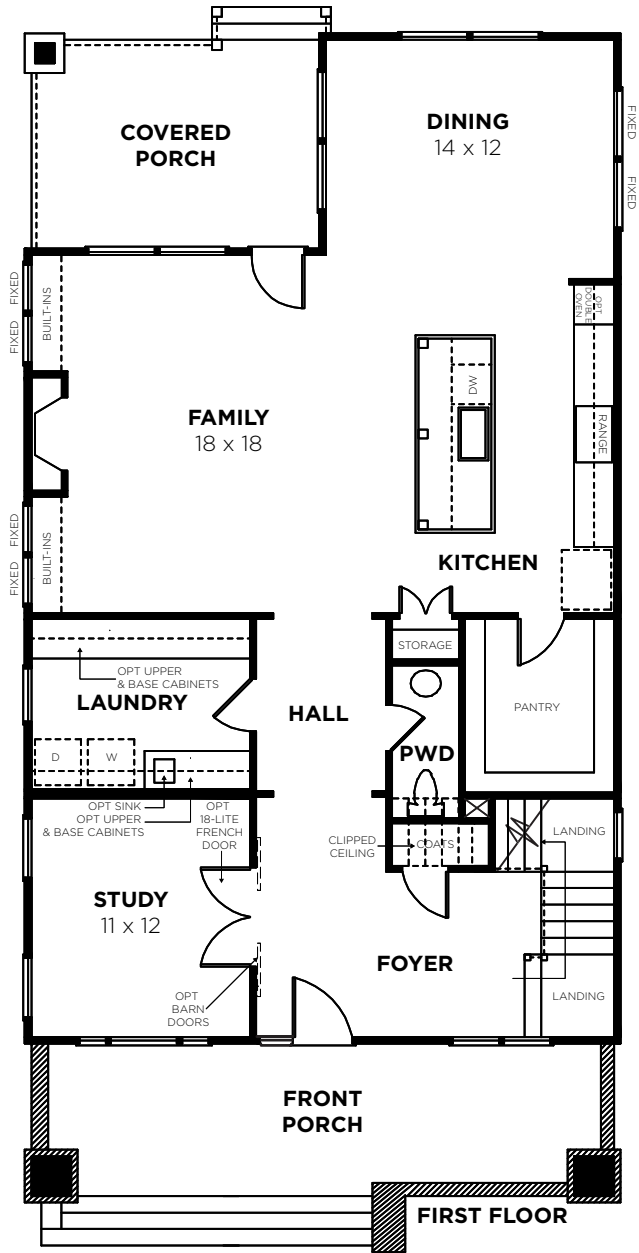 COVERED
PORCH
DINING
14 x 12
FIXED
FIXED
FIXED
FIXED
BUILT-INS
OPT
DOUBLE
OVEN
DW
RANGE
FAMILY
18 x 18
FIXED
FIXED
BUILT-INS
KITCHEN
STORAGE
OPT UPPER
& BASE CABINETS
LAUNDRY
HALL
PANTRY
PWD
D
W
OPT SINK
OPT UPPER
& BASE CABINETS
OPT
18-LITE
FRENCH
DOOR
CLIPPED
CEILING
COATS
LANDING
STUDY
11 x 12
FOYER
OPT
BARN
DOORS
LANDING
FRONT
PORCH
FIRST FLOOR